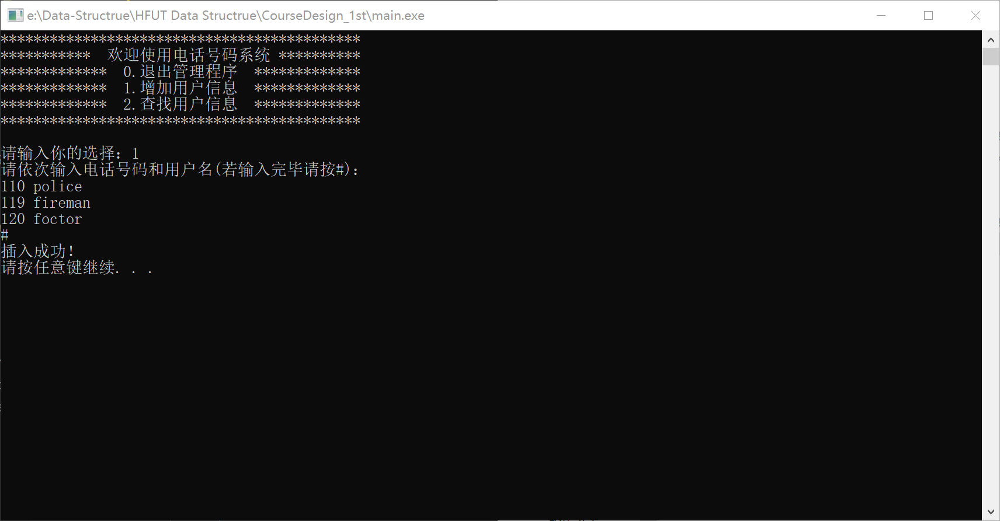 e:\Data-Structrue\HFUT Data Structrue\CourseDesign_1st\main.exe
********************************************
***********  欢迎使用电话号码系统 **********
*************  0.退出管理程序  *************
*************  1.增加用户信息  *************
*************  2.查找用户信息  *************
********************************************
请输入你的选择：1
请依次输入电话号码和用户名(若输入完毕请按#)：
110 police
119 fireman
120 foctor
#
插入成功！
请按任意键继续. . .